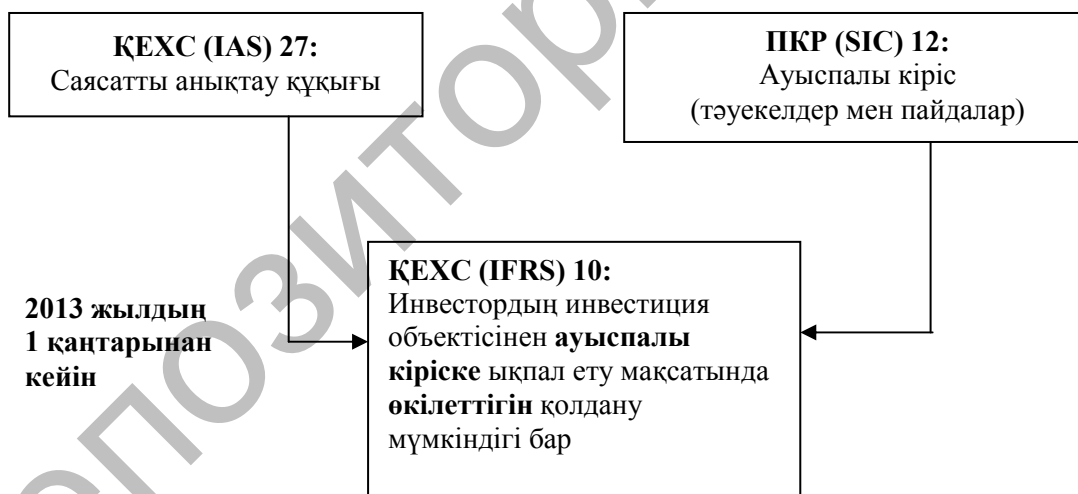 ҚЕХС (IAS) 27:
Саясатты анықтау құқығы
ПКР (SIC) 12:
Ауыспалы кіріс
(тәуекелдер мен пайдалар)
2013 жылдың
1 қаңтарынан
кейін
ҚЕХС (IFRS) 10:
Инвестордың инвестиция
объектісінен ауыспалы
кіріске ықпал ету мақсатында
өкілеттігін қолдану
мүмкіндігі бар
епозитори